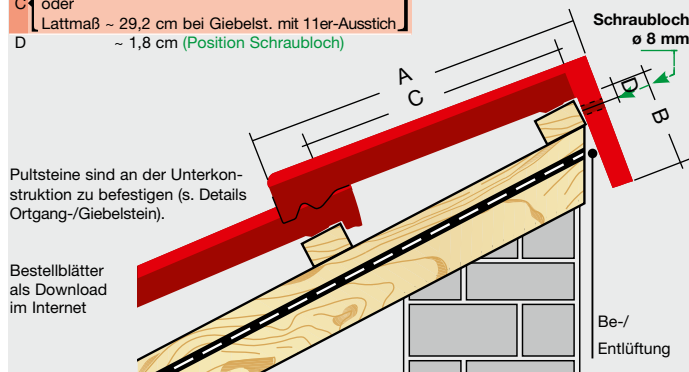 C oder
Lattmaß ~ 29,2 cm bei Giebelst. mit 11er-Ausstich
D ~ 1,8 cm (Position Schraubloch)
Schraubloch
ø 8 mm
A
C
D
B
Pultsteine sind an der Unterkon-
struktion zu befestigen (s. Details
Ortgang-/Giebelstein).
Bestellblätter
als Download
im Internet
Be-/
Entlüftung